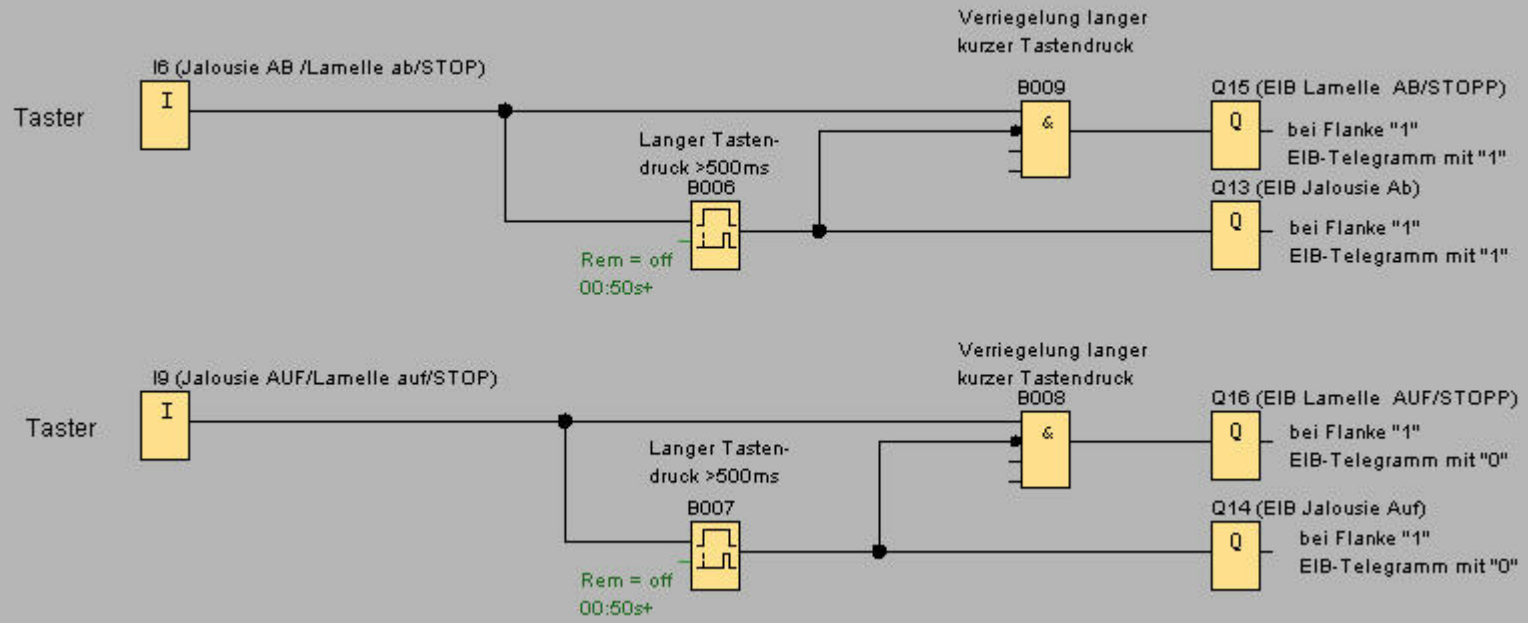 Verriegelung langer
kurzer Tastendruck
I6 (Jalousie AB /Lamelle ab/STOP)
B009
Q15 (EIB Lamelle AB/STOPP)
I
&
Q
Taster
bei Flanke "1"
EIB-Telegramm mit "1"
Langer Tasten-
druck >500ms
B006
Q13 (EIB Jalousie Ab)
Q
bei Flanke "1"
EIB-Telegramm mit "1"
Rem = off
00:50s+
Verriegelung langer
kurzer Tastendruck
I9 (Jalousie AUF/Lamelle auf/STOP)
B008
Q16 (EIB Lamelle AUF/STOPP)
I
&
Q
Taster
bei Flanke "1"
EIB-Telegramm mit "0"
Langer Tasten-
druck >500ms
B007
Q14 (EIB Jalousie Auf)
Q
bei Flanke "1"
EIB-Telegramm mit "0"
Rem = off
00:50s+